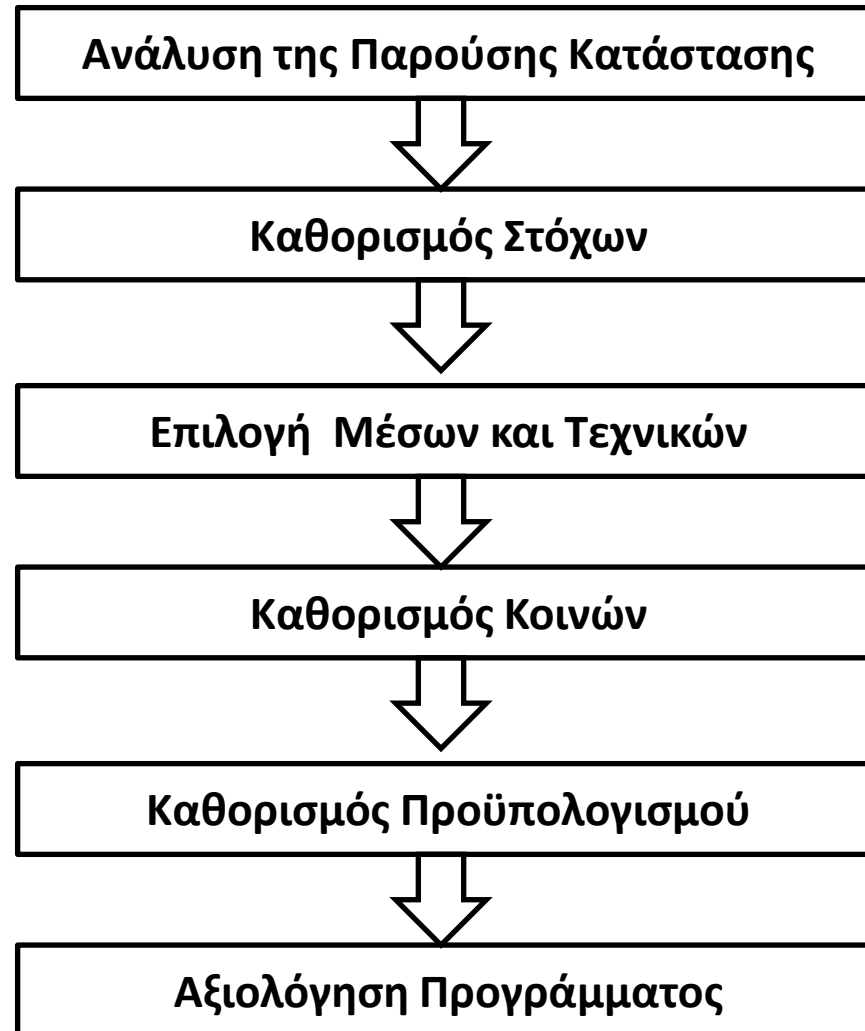 Ανάλυση της Παρούσης Κατάστασης
Καθορισμός Στόχων
Επιλογή Μέσων και Τεχνικών
Καθορισμός Κοινών
Καθορισμός Προϋπολογισμού
Αξιολόγηση Προγράμματος